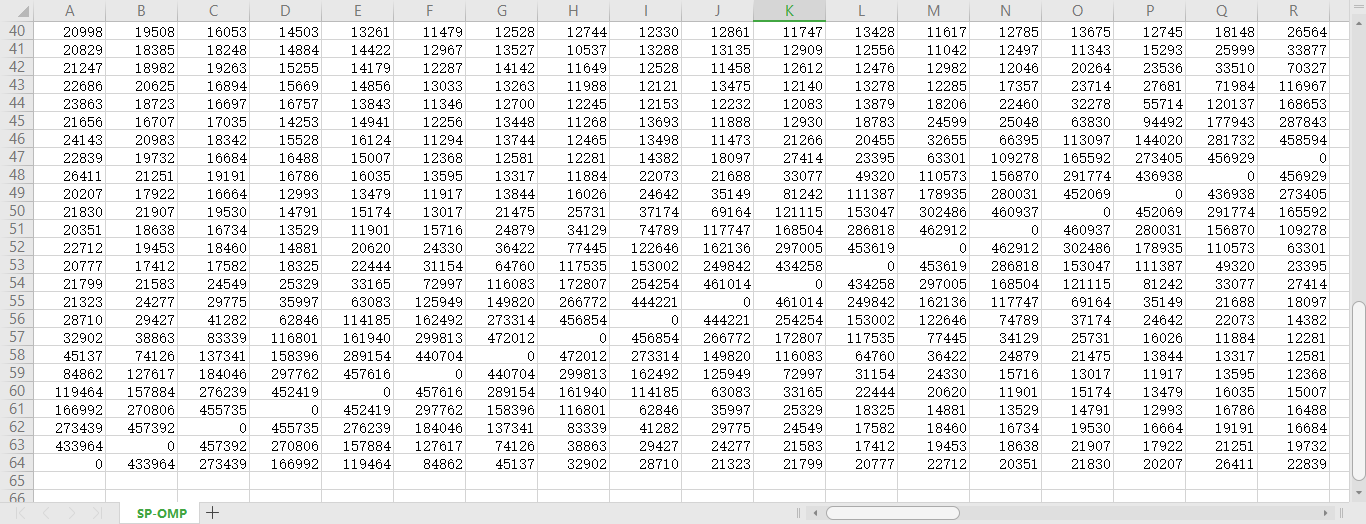 A B C D E F G H I J K L M N O P Q R
40 20998 19508 16053 14503 13261 11479 12528 12744 12330 12861 11747 13428 11617 12785 13675 12745 18148 26564
41 20829 18385 18248 14884 14422 12967 13527 10537 13288 13135 12909 12556 11042 12497 11343 15293 25999 33877
42 21247 18982 19263 15255 14179 12287 14142 11649 12528 11458 12612 12476 12982 12046 20264 23536 33510 70327
43 22686 20625 16894 15669 14856 13033 13263 11988 12121 13475 12140 13278 12285 17357 23714 27681 71984 116967
44 23863 18723 16697 16757 13843 11346 12700 12245 12153 12232 12083 13879 18206 22460 32278 55714 120137 168653
45 21656 16707 17035 14253 14941 12256 13448 11268 13693 11888 12930 18783 24599 25048 63830 94492 177943 287843
46 24143 20983 18342 15528 16124 11294 13744 12465 13498 11473 21266 20455 32655 66395 113097 144020 281732 458594
47 22839 19732 16684 16488 15007 12368 12581 12281 14382 18097 27414 23395 63301 109278 165592 273405 456929 0
48 26411 21251 19191 16786 16035 13595 13317 11884 22073 21688 33077 49320 110573 156870 291774 436938 0 456929
49 20207 17922 16664 12993 13479 11917 13844 16026 24642 35149 81242 111387 178935 280031 452069 0 436938 273405
50 21830 21907 19530 14791 15174 13017 21475 25731 37174 69164 121115 153047 302486 460937 0 452069 291774 165592
51 20351 18638 16734 13529 11901 15716 24879 34129 74789 117747 168504 286818 462912 0 460937 280031 156870 109278
52 22712 19453 18460 14881 20620 24330 36422 77445 122646 162136 297005 453619 0 462912 302486 178935 110573 63301
53 20777 17412 17582 18325 22444 31154 64760 117535 153002 249842 434258 0 453619 286818 153047 111387 49320 23395
54 21799 21583 24549 25329 33165 72997 116083 172807 254254 461014 0 434258 297005 168504 121115 81242 33077 27414
55 21323 24277 29775 35997 63083 125949 149820 266772 444221 0 461014 249842 162136 117747 69164 35149 21688 18097
56 28710 29427 41282 62846 114185 162492 273314 456854 0 444221 254254 153002 122646 74789 37174 24642 22073 14382
57 32902 38863 83339 116801 161940 299813 472012 0 456854 266772 172807 117535 77445 34129 25731 16026 11884 12281
58 45137 74126 137341 158396 289154 440704 0 472012 273314 149820 116083 64760 36422 24879 21475 13844 13317 12581
59 84862 127617 184046 297762 457616 0 440704 299813 162492 125949 72997 31154 24330 15716 13017 11917 13595 12368
60 119464 157884 276239 452419 0 457616 289154 161940 114185 63083 33165 22444 20620 11901 15174 13479 16035 15007
61 166992 270806 455735 0 452419 297762 158396 116801 62846 35997 25329 18325 14881 13529 14791 12993 16786 16488
62 273439 457392 0 455735 276239 184046 137341 83339 41282 29775 24549 17582 18460 16734 19530 16664 19191 16684
63 433964 0 457392 270806 157884 127617 74126 38863 29427 24277 21583 17412 19453 18638 21907 17922 21251 19732
64 0 433964 273439 166992 119464 84862 45137 32902 28710 21323 21799 20777 22712 20351 21830 20207 26411 22839
65
66
SP-OMP